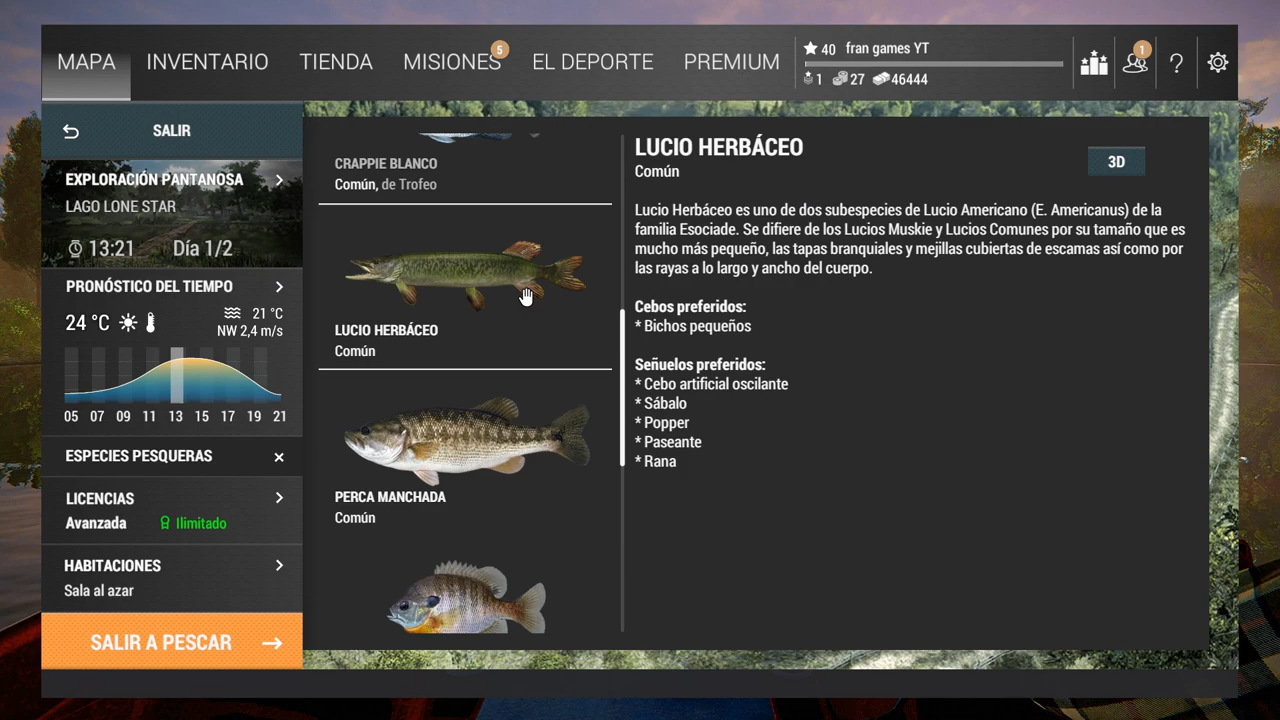 MAPA
INVENTARIO
TIENDA
MISIONES
5
EL DEPORTE
PREMIUM
40 fran games YT
1 27 46444
1
?
SALIR
EXPLORACIÓN PANTANOSA
LAGO LONE STAR
13:21 Día 1/2
PRONÓSTICO DEL TIEMPO
24 °C
21 °C
NW 2,4 m/s
05 07 09 11 13 15 17 19 21
ESPECIES PESQUERAS
LICENCIAS
Avanzada Ilimitado
HABITACIONES
Sala al azar
SALIR A PESCAR
CRAPPIE BLANCO
Común, de Trofeo
LUCIO HERBÁCEO
Común
PERCA MANCHADA
Común
LUCIO HERBÁCEO
Común
3D
Lucio Herbáceo es uno de dos subespecies de Lucio Americano (E. Americanus) de la
familia Esociade. Se difiere de los Lucios Muskie y Lucios Comunes por su tamaño que es
mucho más pequeño, las tapas branquiales y mejillas cubiertas de escamas así como por
las rayas a lo largo y ancho del cuerpo.
Cebos preferidos:
* Bichos pequeños
Señuelos preferidos:
* Cebo artificial oscilante
* Sábalo
* Popper
* Paseante
* Rana